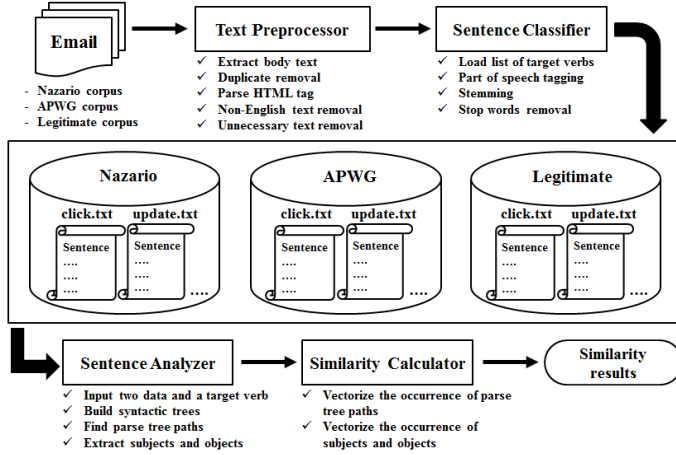 Email
- Nazario corpus
- APWG corpus
- Legitimate corpus
Text Preprocessor
✓ Extract body text
✓ Duplicate removal
✓ Parse HTML tag
✓ Non-English text removal
✓ Unnecessary text removal
Sentence Classifier
✓ Load list of target verbs
✓ Part of speech tagging
✓ Stemming
✓ Stop words removal
Nazario
click.txt update.txt
Sentence Sentence
.... ....
.... ....
.... .... ....
APWG
click.txt update.txt
Sentence Sentence
.... ....
.... ....
.... .... ....
Legitimate
click.txt update.txt
Sentence Sentence
.... ....
.... ....
.... .... ....
Sentence Analyzer
✓ Input two data and a target verb
✓ Build syntactic trees
✓ Find parse tree paths
✓ Extract subjects and objects
Similarity Calculator
✓ Vectorize the occurrence of parse
tree paths
✓ Vectorize the occurrence of
subjects and objects
Similarity
results